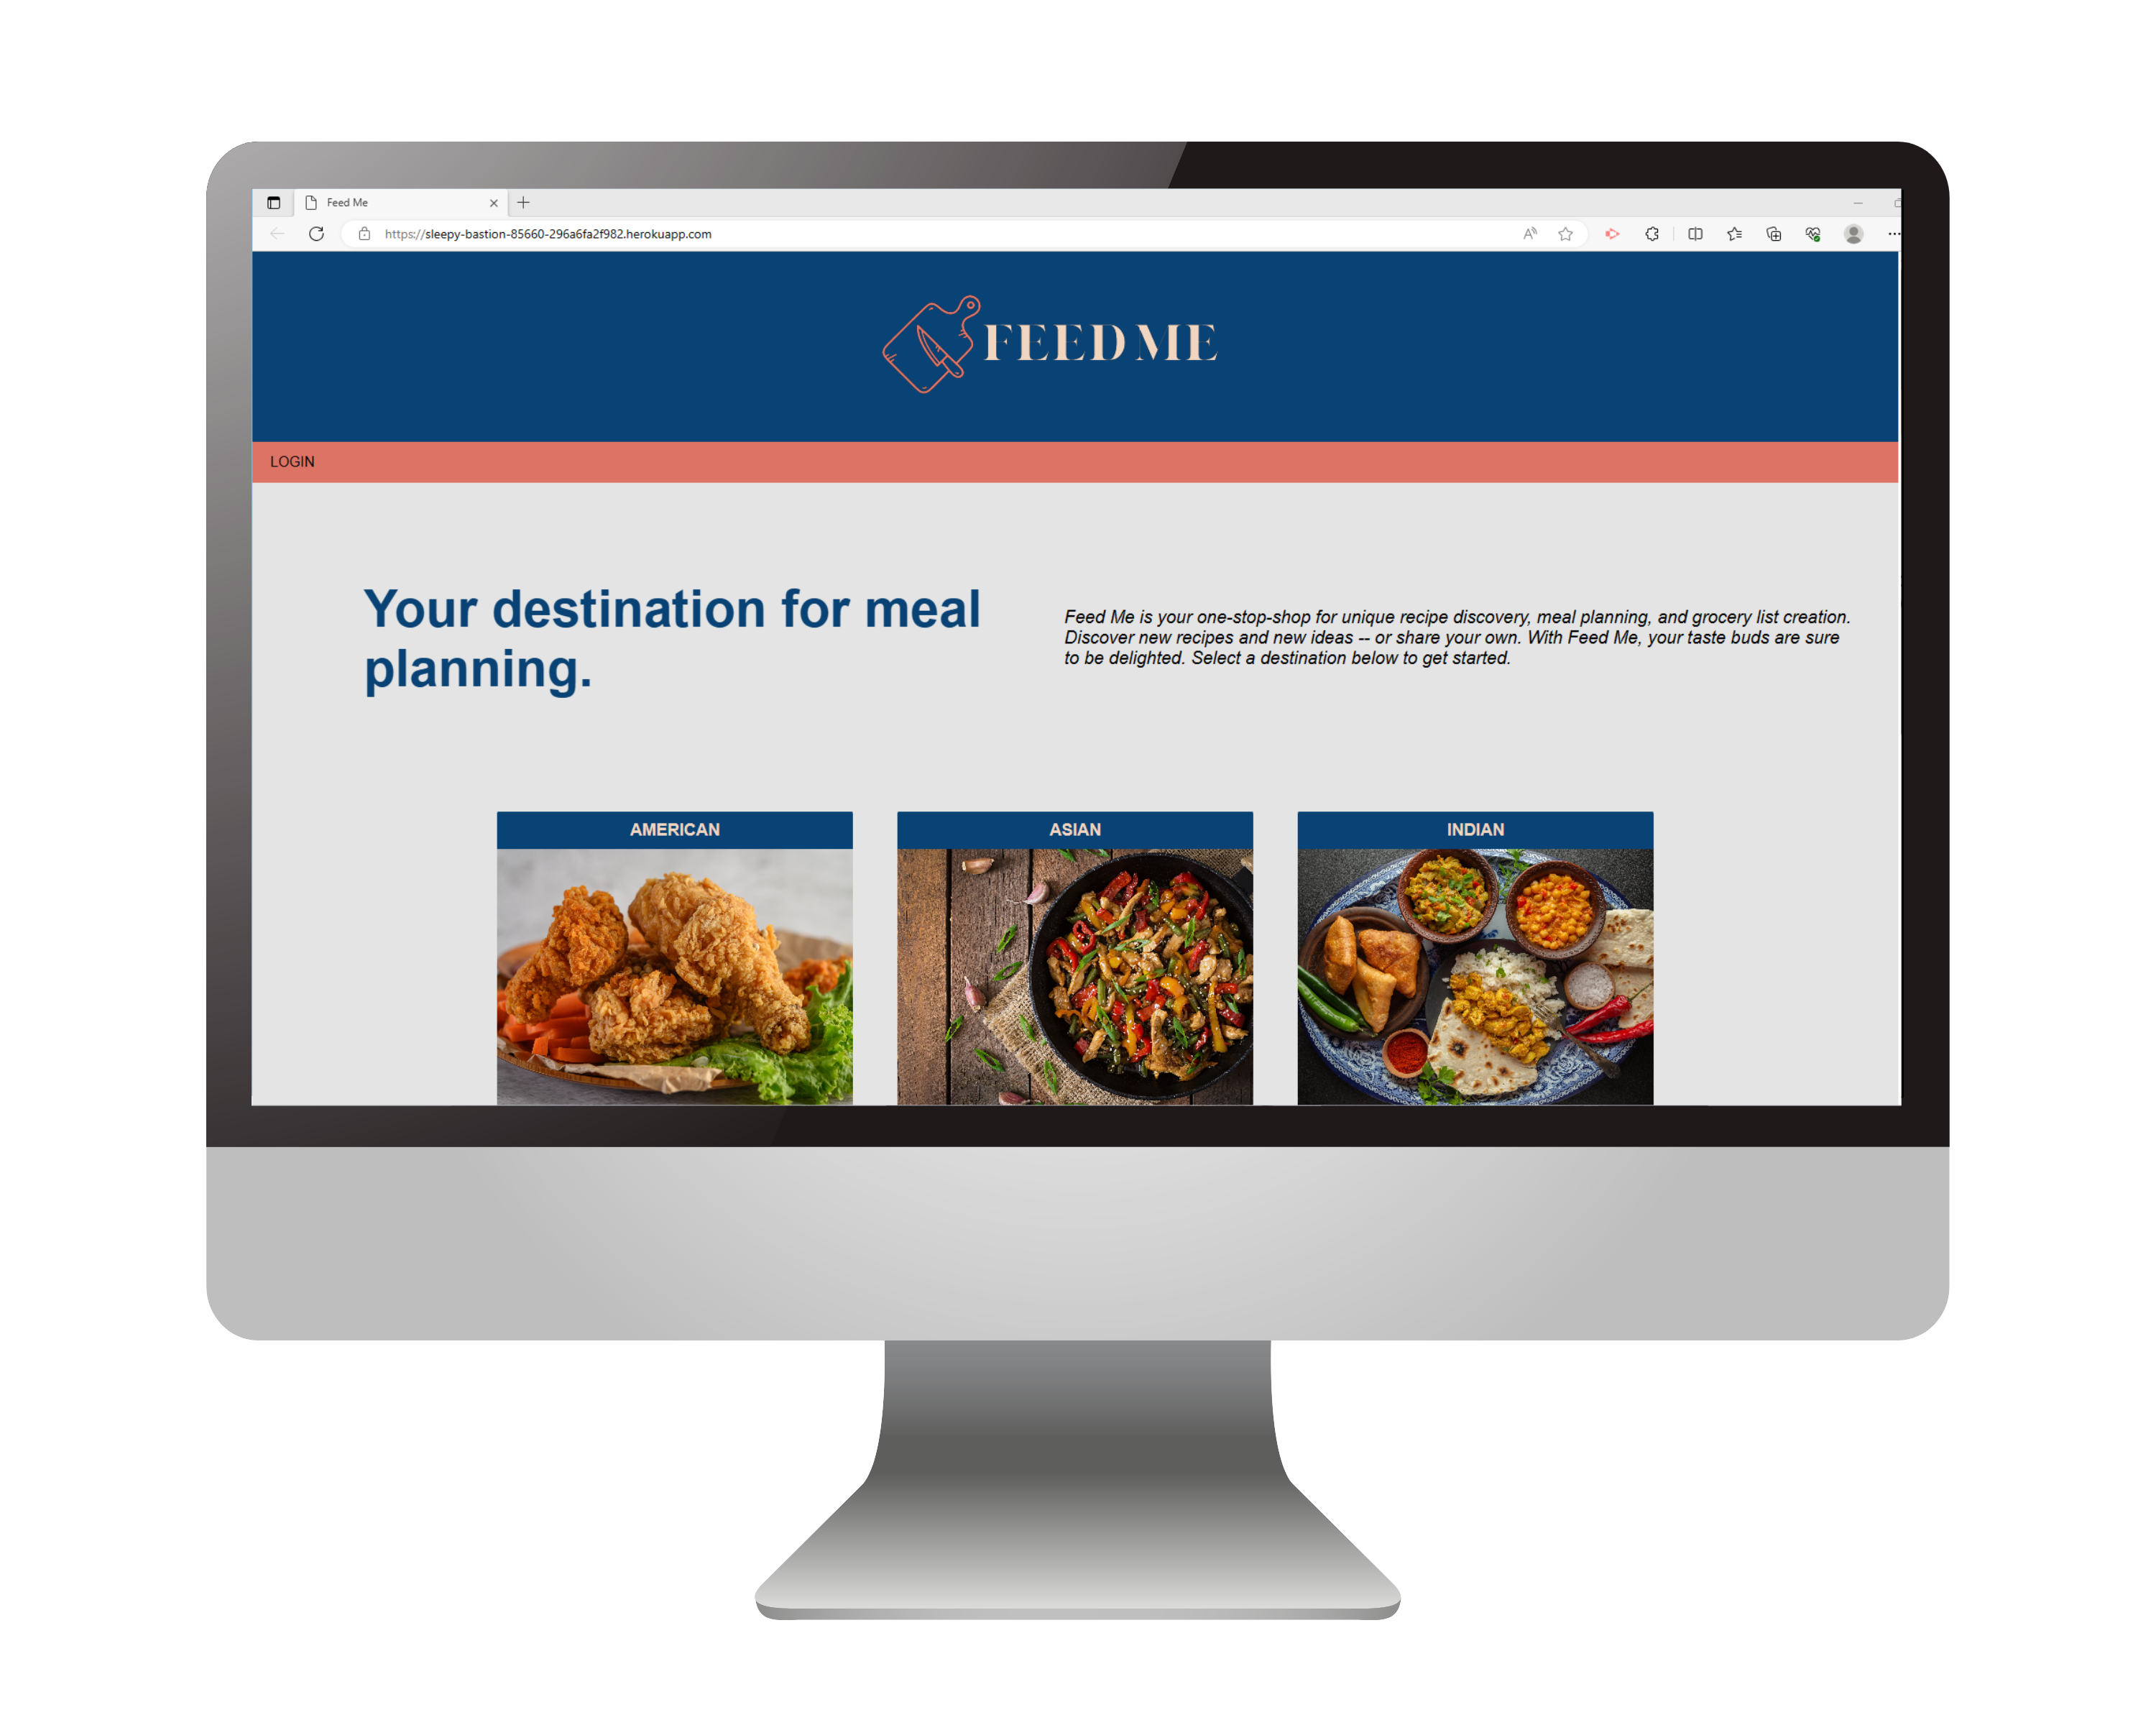 Feed Me
https://sleepy-bastion-85660-296a6fa2f982.herokuapp.com
FEED ME
LOGIN
Your destination for meal
planning.
Feed Me is your one-stop-shop for unique recipe discovery, meal planning, and grocery list creation.
Discover new recipes and new ideas -- or share your own. With Feed Me, your taste buds are sure
to be delighted. Select a destination below to get started.
AMERICAN
ASIAN
INDIAN